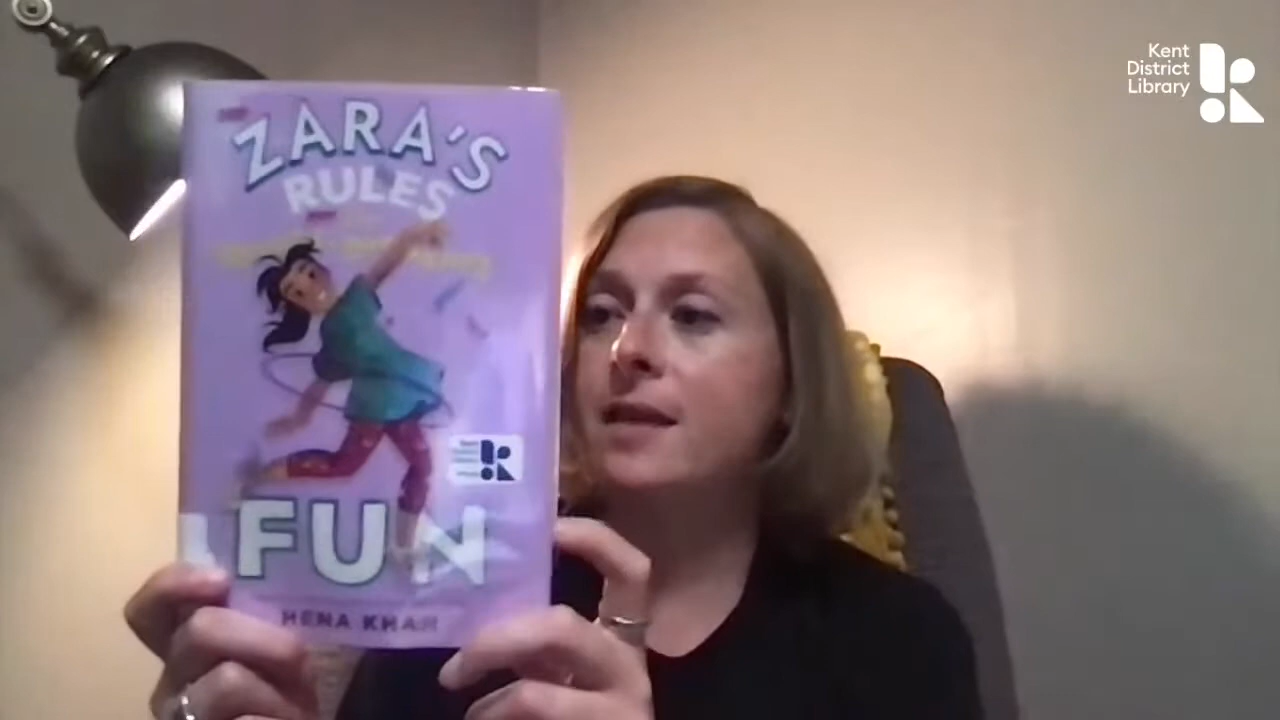 Kent
District
Library
ZARA'S
RULES
FUN
HENA KHAN